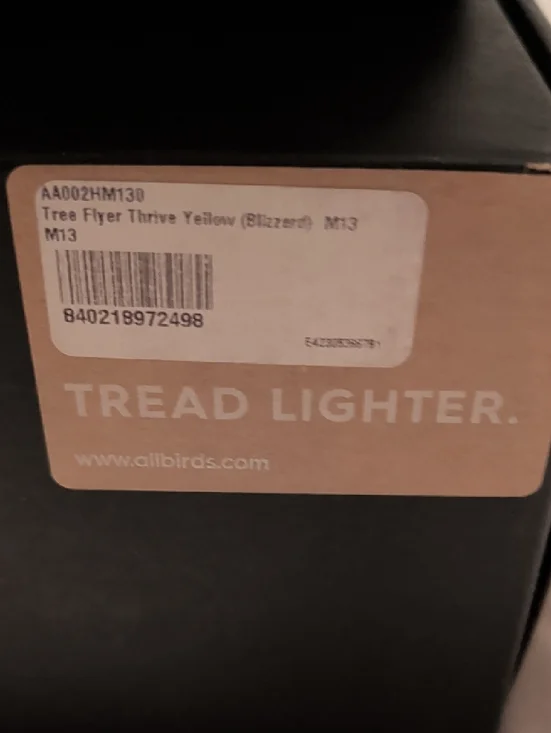 AA002HM130
Tree Flyer Thrive Yellow (Blizzard) M13
M13
840218972498
TREAD LIGHTER.
www.allbirds.com